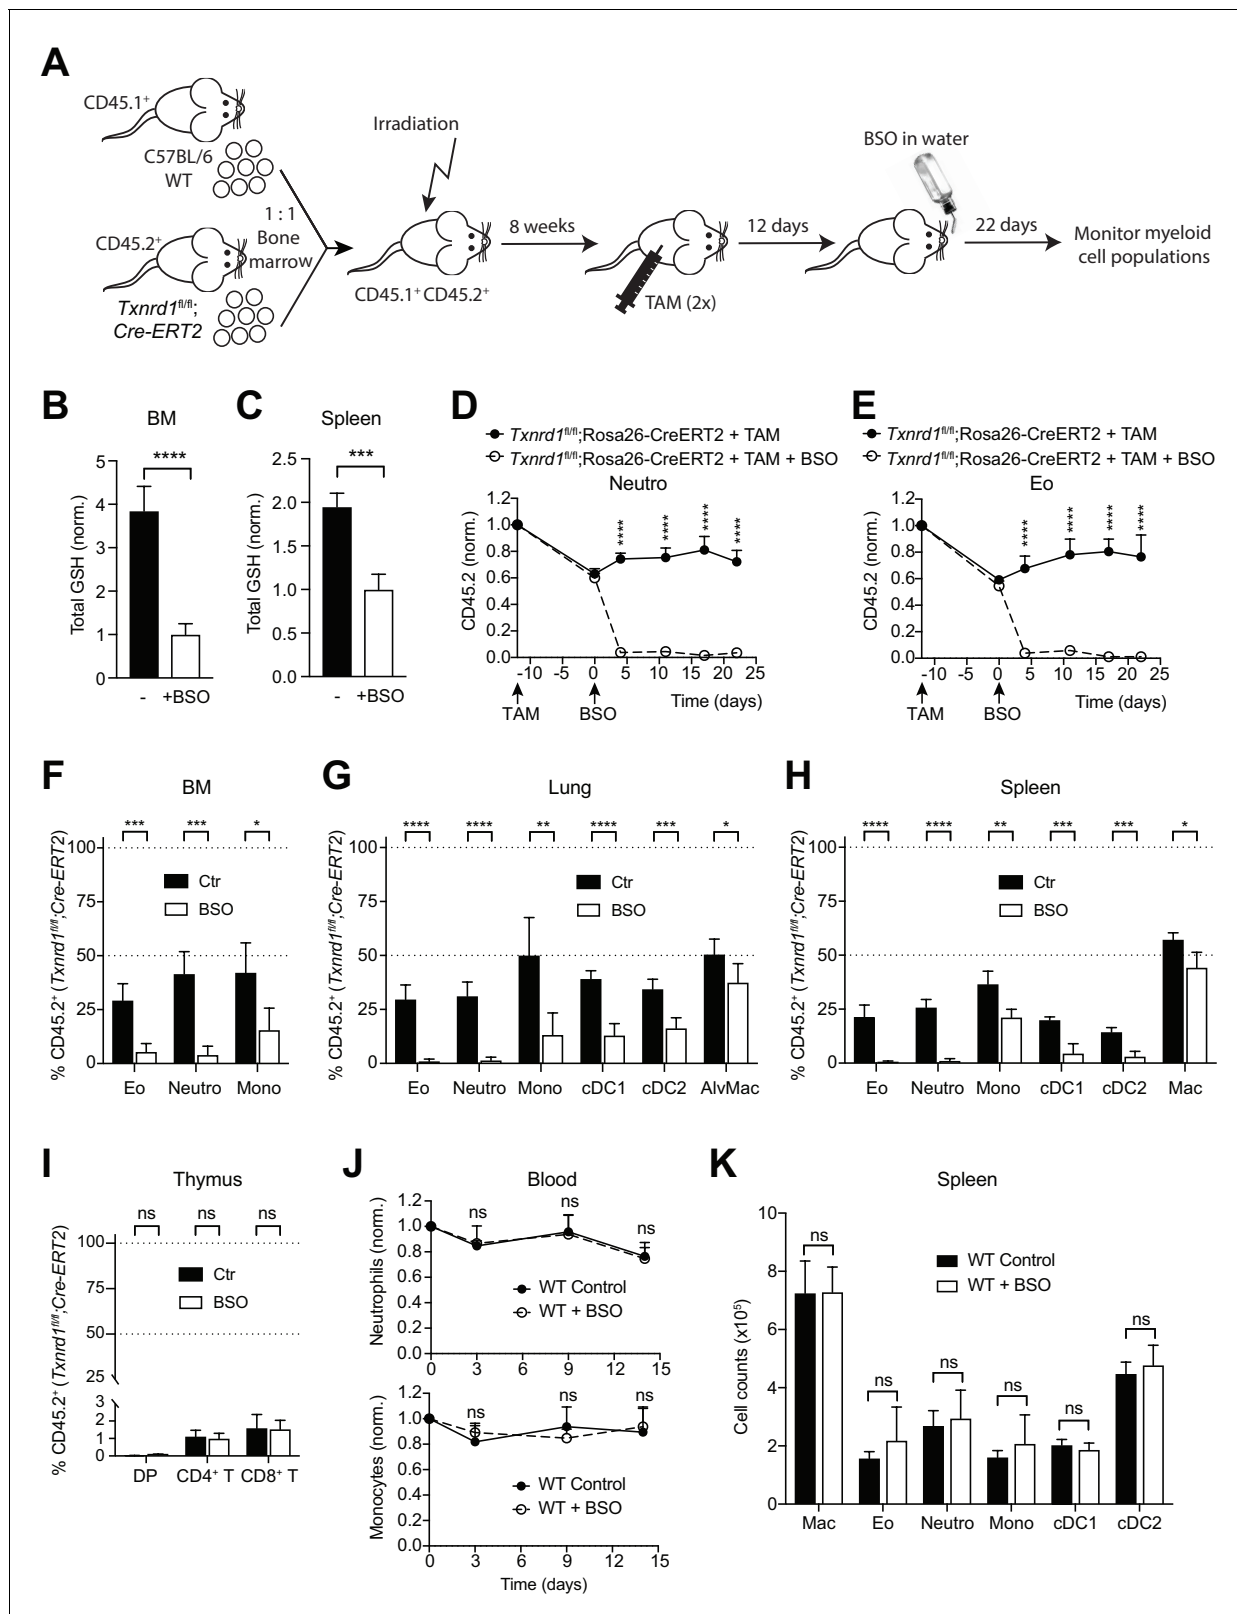 A
CD45.1⁺
C57BL/6
WT
1 : 1
Bone
marrow
CD45.2⁺
Txnrd1ᶠˡ/ᶠˡ;
Cre-ERT2
Irradiation
CD45.1⁺ CD45.2⁺
8 weeks
TAM (2x)
12 days
BSO in water
22 days
Monitor myeloid
cell populations
B
BM
****
Total GSH (norm.)
5
4
3
2
1
0
- +BSO
C
Spleen
***
Total GSH (norm.)
2.5
2.0
1.5
1.0
0.5
0.0
- +BSO
D
Txnrd1ᶠˡ/ᶠˡ;Rosa26-CreERT2 + TAM
Txnrd1ᶠˡ/ᶠˡ;Rosa26-CreERT2 + TAM + BSO
Neutro
CD45.2 (norm.)
1.2
1.0
0.8
0.6
0.4
0.2
0.0
**** **** **** ****
-10 0 5 10 15 20 25
TAM BSO
Time (days)
E
Txnrd1ᶠˡ/ᶠˡ;Rosa26-CreERT2 + TAM
Txnrd1ᶠˡ/ᶠˡ;Rosa26-CreERT2 + TAM + BSO
Eo
CD45.2 (norm.)
1.2
1.0
0.8
0.6
0.4
0.2
0.0
**** **** **** ****
-10 0 5 10 15 20 25
TAM BSO
Time (days)
F
BM
% CD45.2⁺ (Txnrd1ᶠˡ/ᶠˡ;Cre-ERT2)
*** *** *
100
75
50
25
0
Ctr
BSO
Eo Neutro Mono
G
Lung
% CD45.2⁺ (Txnrd1ᶠˡ/ᶠˡ;Cre-ERT2)
**** **** ** **** *** *
100
75
50
25
0
Ctr
BSO
Eo Neutro Mono cDC1 cDC2 AlvMac
H
Spleen
% CD45.2⁺ (Txnrd1ᶠˡ/ᶠˡ;Cre-ERT2)
**** **** ** *** *** *
100
75
50
25
0
Ctr
BSO
Eo Neutro Mono cDC1 cDC2 Mac
I
Thymus
% CD45.2⁺ (Txnrd1ᶠˡ/ᶠˡ;Cre-ERT2)
ns ns ns
100
75
50
25
3
2
1
0
Ctr
BSO
DP CD4⁺ T CD8⁺ T
J
Blood
Neutrophils (norm.)
1.2
1.0
0.8
0.6
0.4
0.2
0.0
ns ns ns
WT Control
WT + BSO
0 3 6 9 12 15
Monocytes (norm.)
1.2
1.0
0.8
0.6
0.4
0.2
0.0
ns ns ns
WT Control
WT + BSO
0 3 6 9 12 15
Time (days)
K
Spleen
Cell counts (x10⁵)
8
6
4
2
0
ns ns ns ns ns ns
WT Control
WT + BSO
Mac Eo Neutro Mono cDC1 cDC2